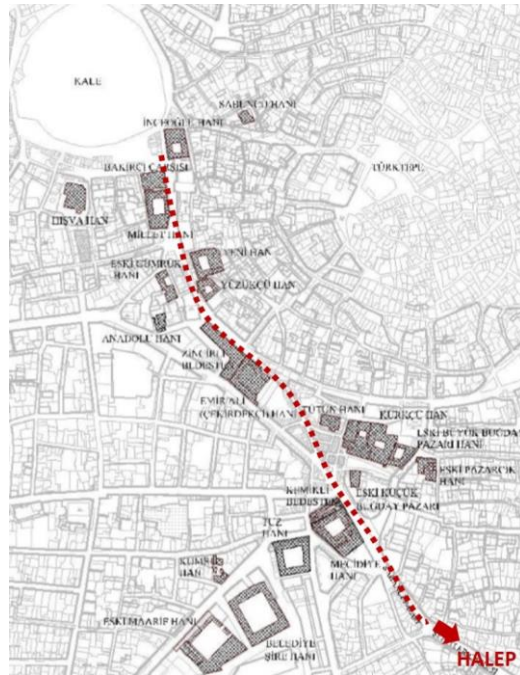 KALE
SABUNCU HANI
İNCEOĞLU HANI
BAKIRCI ÇARŞISI
TÜRKTEPE
HIŞVA HAN
MİLLET HANI
YENİ HAN
ESKİ GÜMRÜK
HANI
YÜZÜKÇÜ HAN
ANADOLU HANI
ZİNCİRLİ
BEDESTEN
EMİR ALİ
(ÇEKİRDEKÇİ) HANI
TÜTÜN HANI
KÜRKÇÜ HAN
ESKİ BÜYÜK BUĞDAY
PAZARI HANI
ESKİ PAZARCIK
HANI
ESKİ KÜÇÜK
BUĞDAY PAZARI
KEMİKLİ
BEDESTEN
TUZ
HANI
MECİDİYE
HANI
HAN
ESKİ MAARİF HANI
BELEDİYE
ŞİRE HANI
HALEP